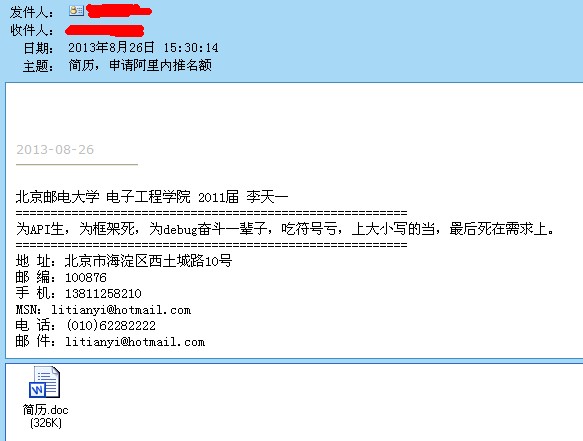 发件人：
收件人：
日期： 2013年8月26日 15:30:14
主题： 简历，申请阿里内推名额
2013-08-26
北京邮电大学 电子工程学院 2011届 李天一
========================================================
为API生，为框架死，为debug奋斗一辈子，吃符号亏，上大小写的当，最后死在需求上。
========================================================
地 址：北京市海淀区西土城路10号
邮 编：100876
手 机：13811258210
MSN：litianyi@hotmail.com
电 话：(010)62282222
邮 件：litianyi@hotmail.com
简历.doc
(326K)